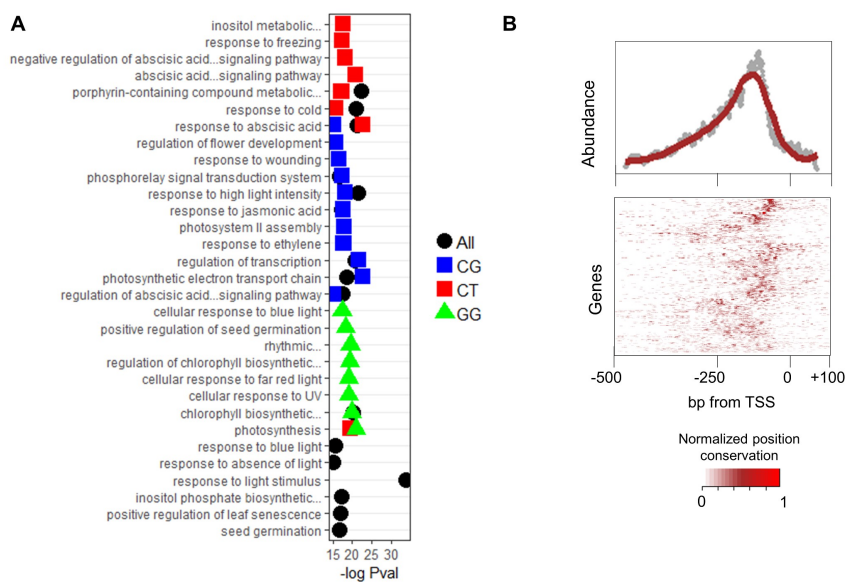 A
inositol metabolic...
response to freezing
negative regulation of abscisic acid...signaling pathway
abscisic acid...signaling pathway
porphyrin-containing compound metabolic...
response to cold
response to abscisic acid
regulation of flower development
response to wounding
phosphorelay signal transduction system
response to high light intensity
response to jasmonic acid
photosystem II assembly
response to ethylene
regulation of transcription
photosynthetic electron transport chain
regulation of abscisic acid...signaling pathway
cellular response to blue light
positive regulation of seed germination
rhythmic...
regulation of chlorophyll biosynthetic...
cellular response to far red light
cellular response to UV
chlorophyll biosynthetic...
photosynthesis
response to blue light
response to absence of light
response to light stimulus
inositol phosphate biosynthetic...
positive regulation of leaf senescence
seed germination
15 20 25 30
-log Pval
All
CG
CT
GG
B
Abundance
Genes
-500 -250 0 +100
bp from TSS
Normalized position
conservation
0 1